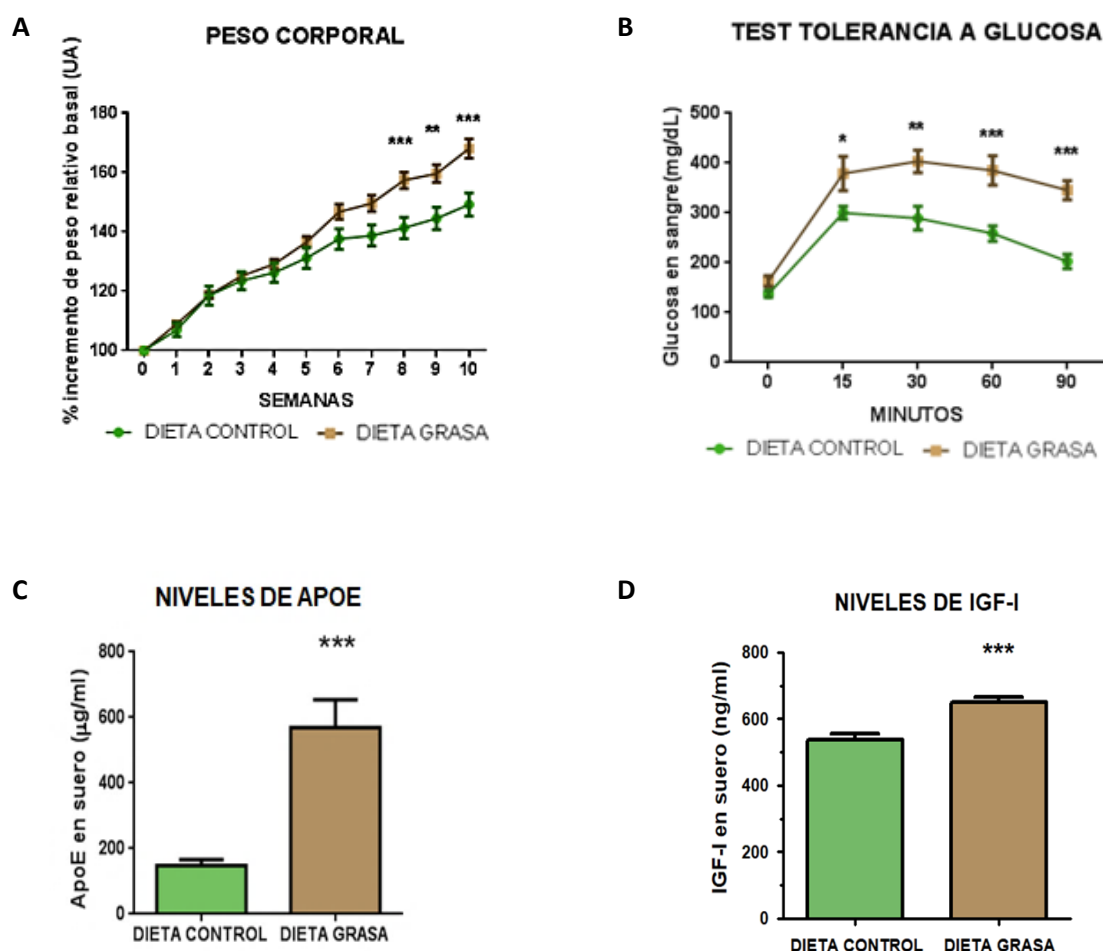 A
PESO CORPORAL
% incremento de peso relativo basal (UA)
180
160
140
120
100
***
**
***
0 1 2 3 4 5 6 7 8 9 10
SEMANAS
DIETA CONTROL DIETA GRASA
B
TEST TOLERANCIA A GLUCOSA
Glucosa en sangre(mg/dL)
500
400
300
200
100
0
*
**
***
***
0 15 30 60 90
MINUTOS
DIETA CONTROL DIETA GRASA
C
NIVELES DE APOE
ApoE en suero (μg/ml)
800
600
400
200
0
***
DIETA CONTROL DIETA GRASA
D
NIVELES DE IGF-I
IGF-I en suero (ng/ml)
800
600
400
200
0
***
DIETA CONTROL DIETA GRASA